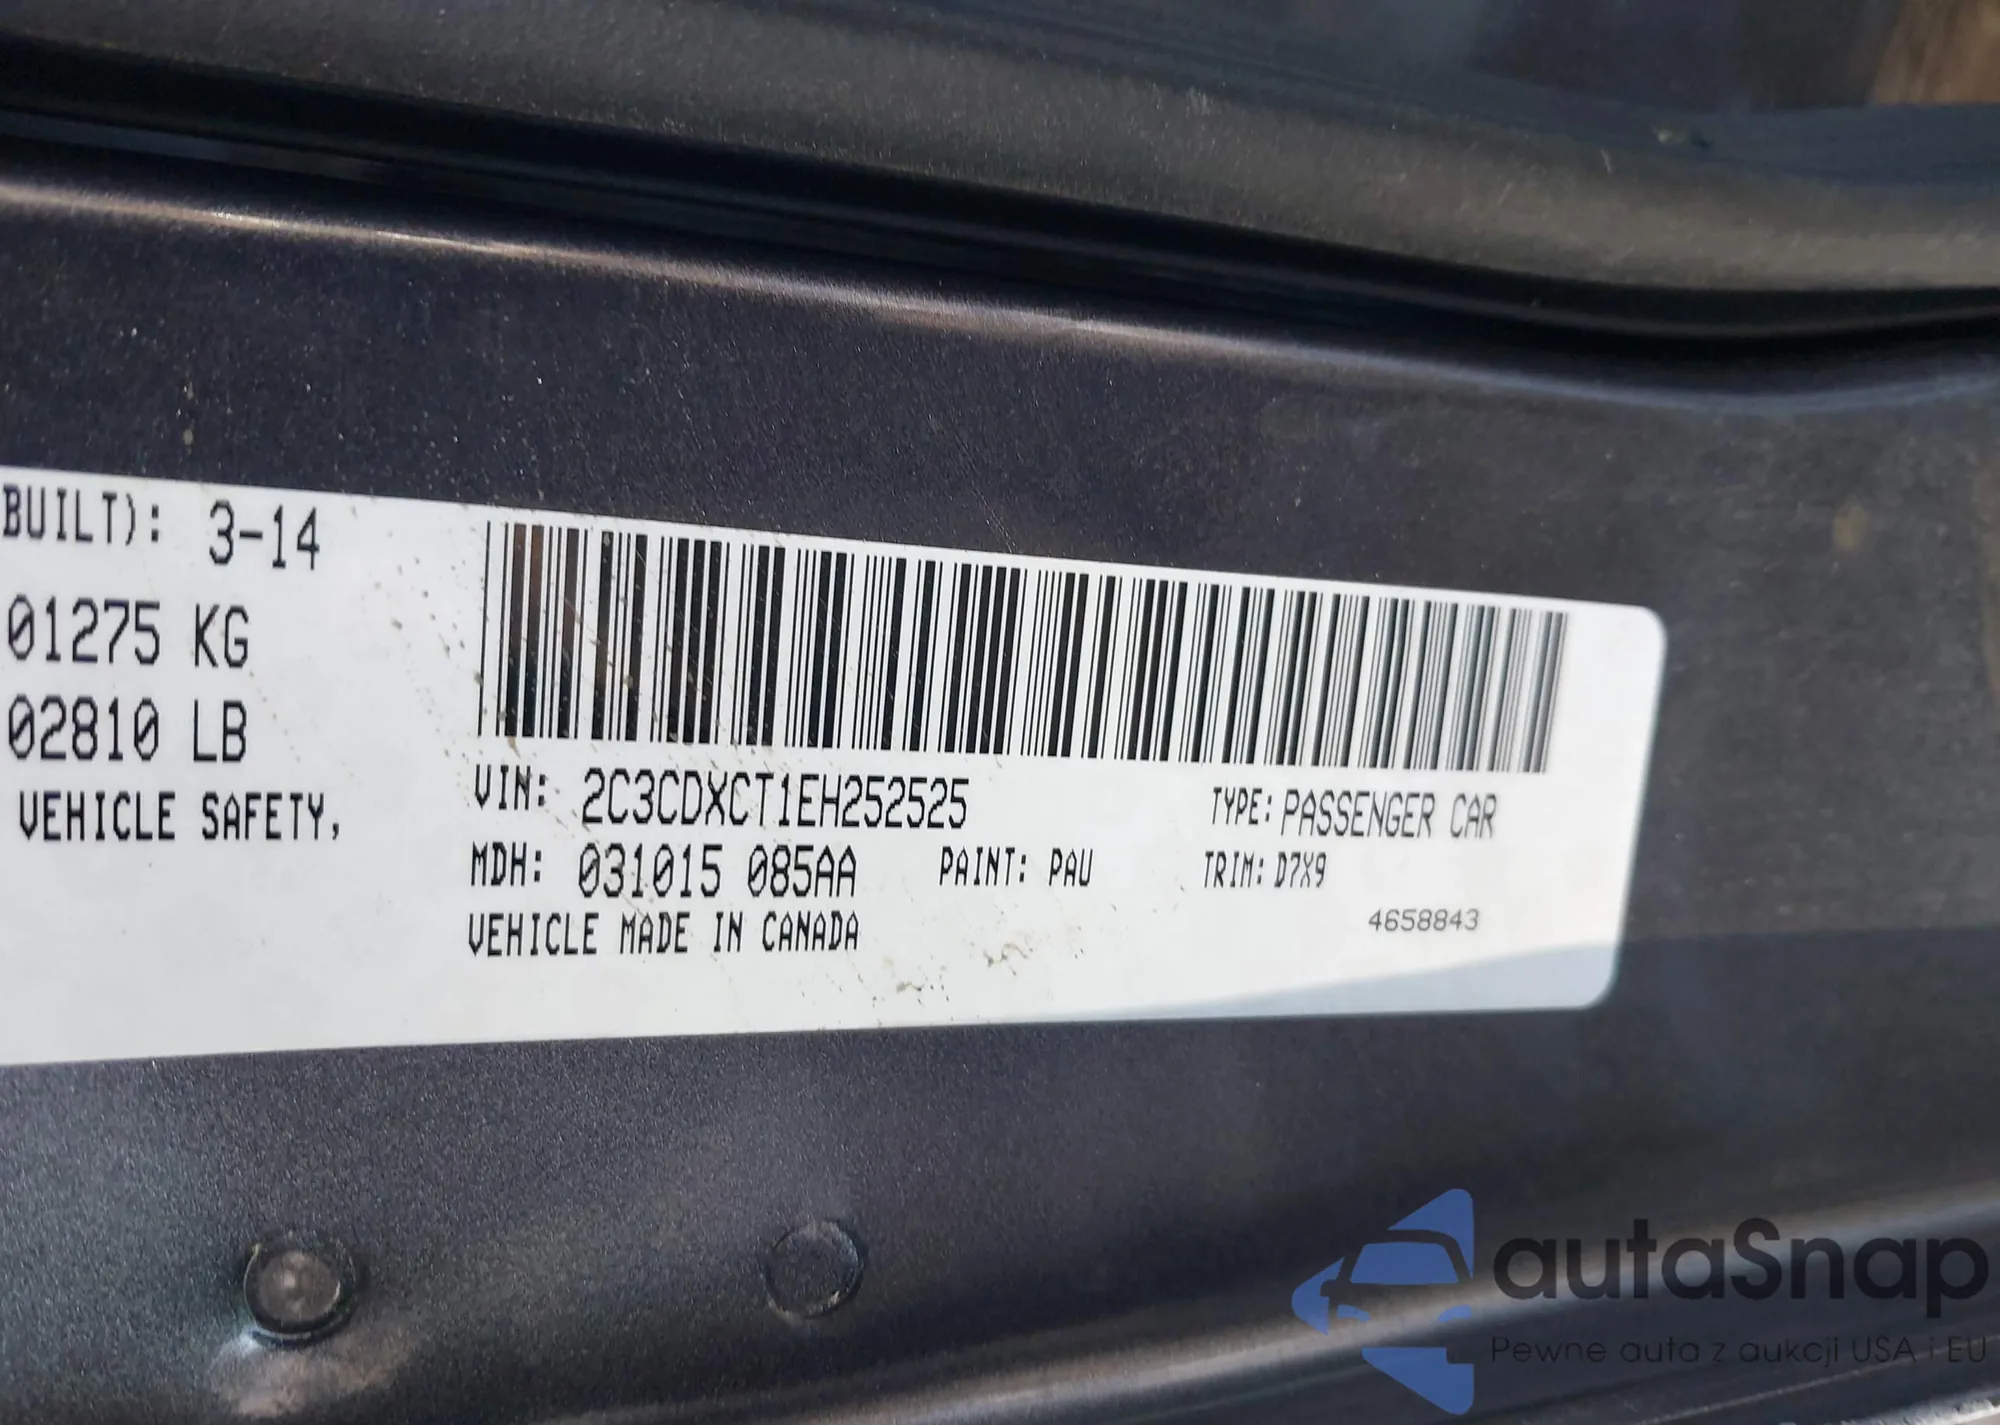 BUILT): 3-14
01275 KG
02810 LB
VEHICLE SAFETY,
VIN: 2C3CDXCT1EH252525
TYPE: PASSENGER CAR
MDH: 031015 085AA
PAINT: PAU
TRIM: D7X9
VEHICLE MADE IN CANADA
4658843
autaSnap
Pewne auta z aukcji USA i EU